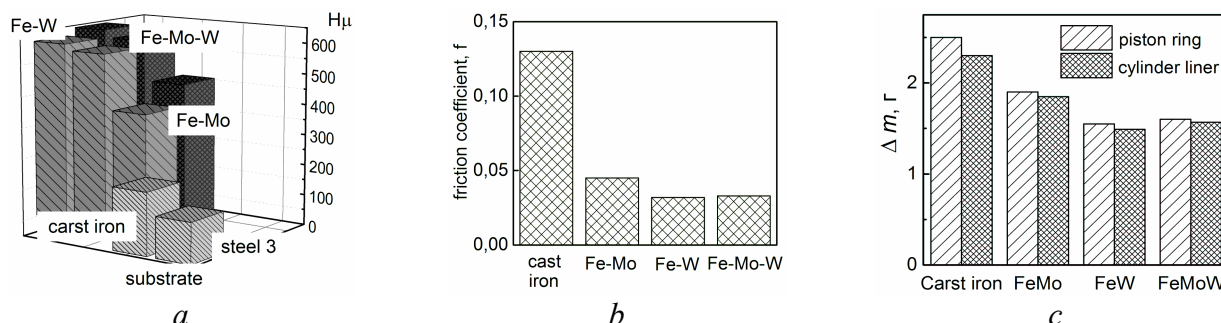 Fe-W
Fe-Mo-W
Fe-Mo
Hμ
600
500
400
300
200
100
0
carst iron
steel 3
substrate
a
0,15
0,10
0,05
0,00
friction coefficient, f
cast
iron
Fe-Mo
Fe-W
Fe-Mo-W
b
Δ m, г
2
1
0
piston ring
cylinder liner
Carst iron
FeMo
FeW
FeMoW
c